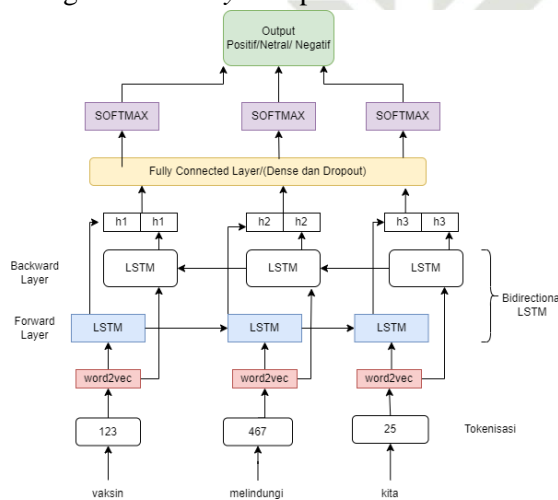 Output
Positif/Netral/ Negatif
SOFTMAX SOFTMAX SOFTMAX
Fully Connected Layer/(Dense dan Dropout)
h1 h1 h2 h2 h3 h3
Backward
Layer
LSTM LSTM LSTM
Bidirectional
LSTM
Forward
Layer
LSTM LSTM LSTM
word2vec word2vec word2vec
123 467 25 Tokenisasi
vaksin melindungi kita